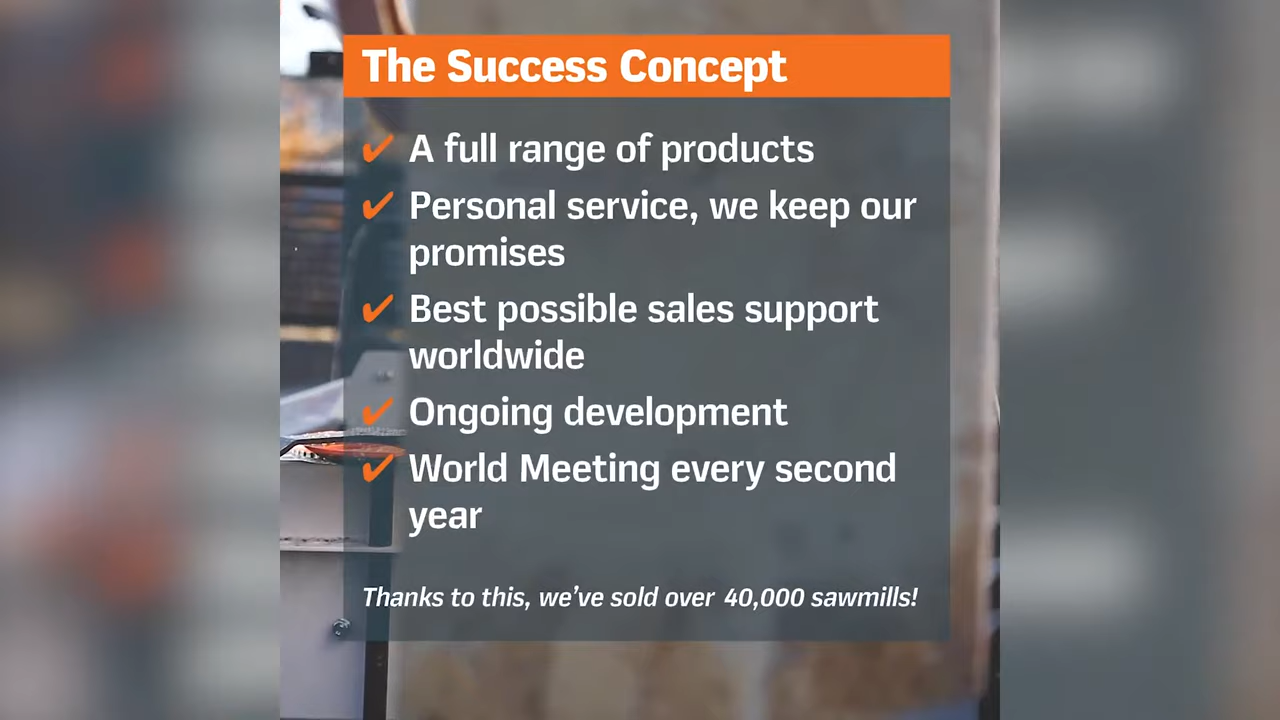 The Success Concept
✔ A full range of products
✔ Personal service, we keep our
promises
✔ Best possible sales support
worldwide
✔ Ongoing development
✔ World Meeting every second
year
Thanks to this, we've sold over 40,000 sawmills!